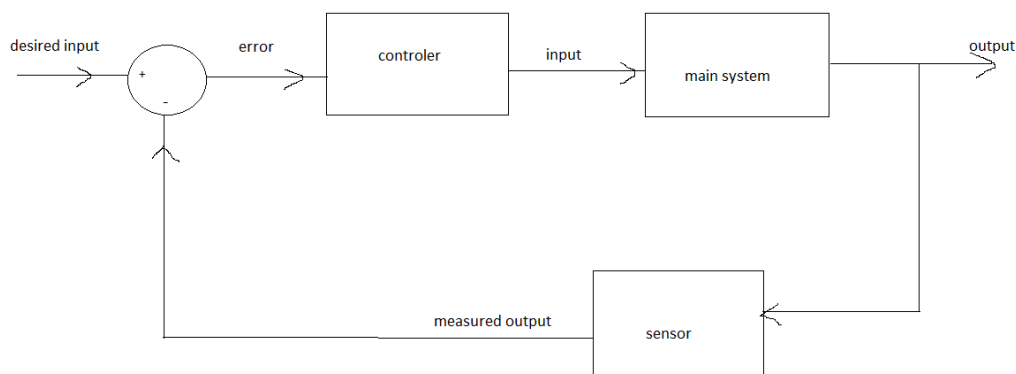 desired input
error
controler
input
main system
output
+
-
measured output
sensor